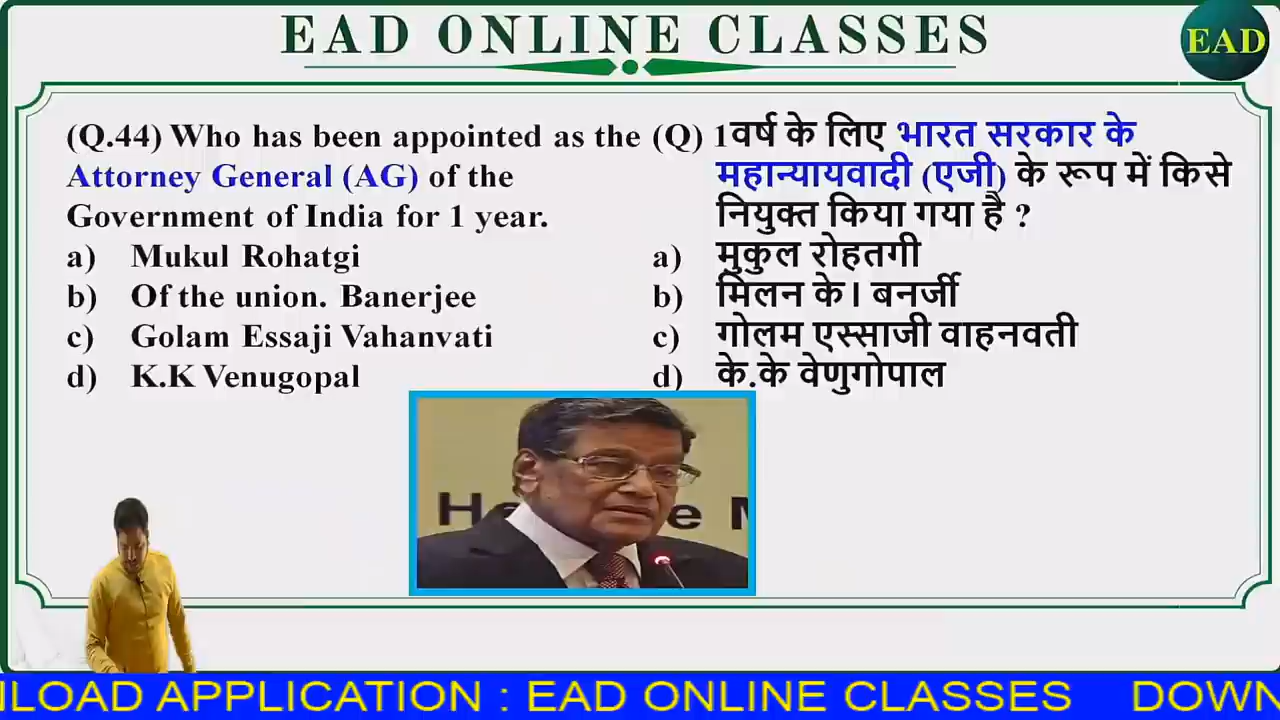 EAD ONLINE CLASSES
EAD
(Q.44) Who has been appointed as the
Attorney General (AG) of the
Government of India for 1 year.
a) Mukul Rohatgi
b) Of the union. Banerjee
c) Golam Essaji Vahanvati
d) K.K Venugopal
(Q) 1वर्ष के लिए भारत सरकार के
महान्यायवादी (एजी) के रूप में किसे
नियुक्त किया गया है ?
a) मुकुल रोहतगी
b) मिलन के। बनर्जी
c) गोलम एस्साजी वाहनवती
d) के.के वेणुगोपाल
NLOAD APPLICATION : EAD ONLINE CLASSES DOWN